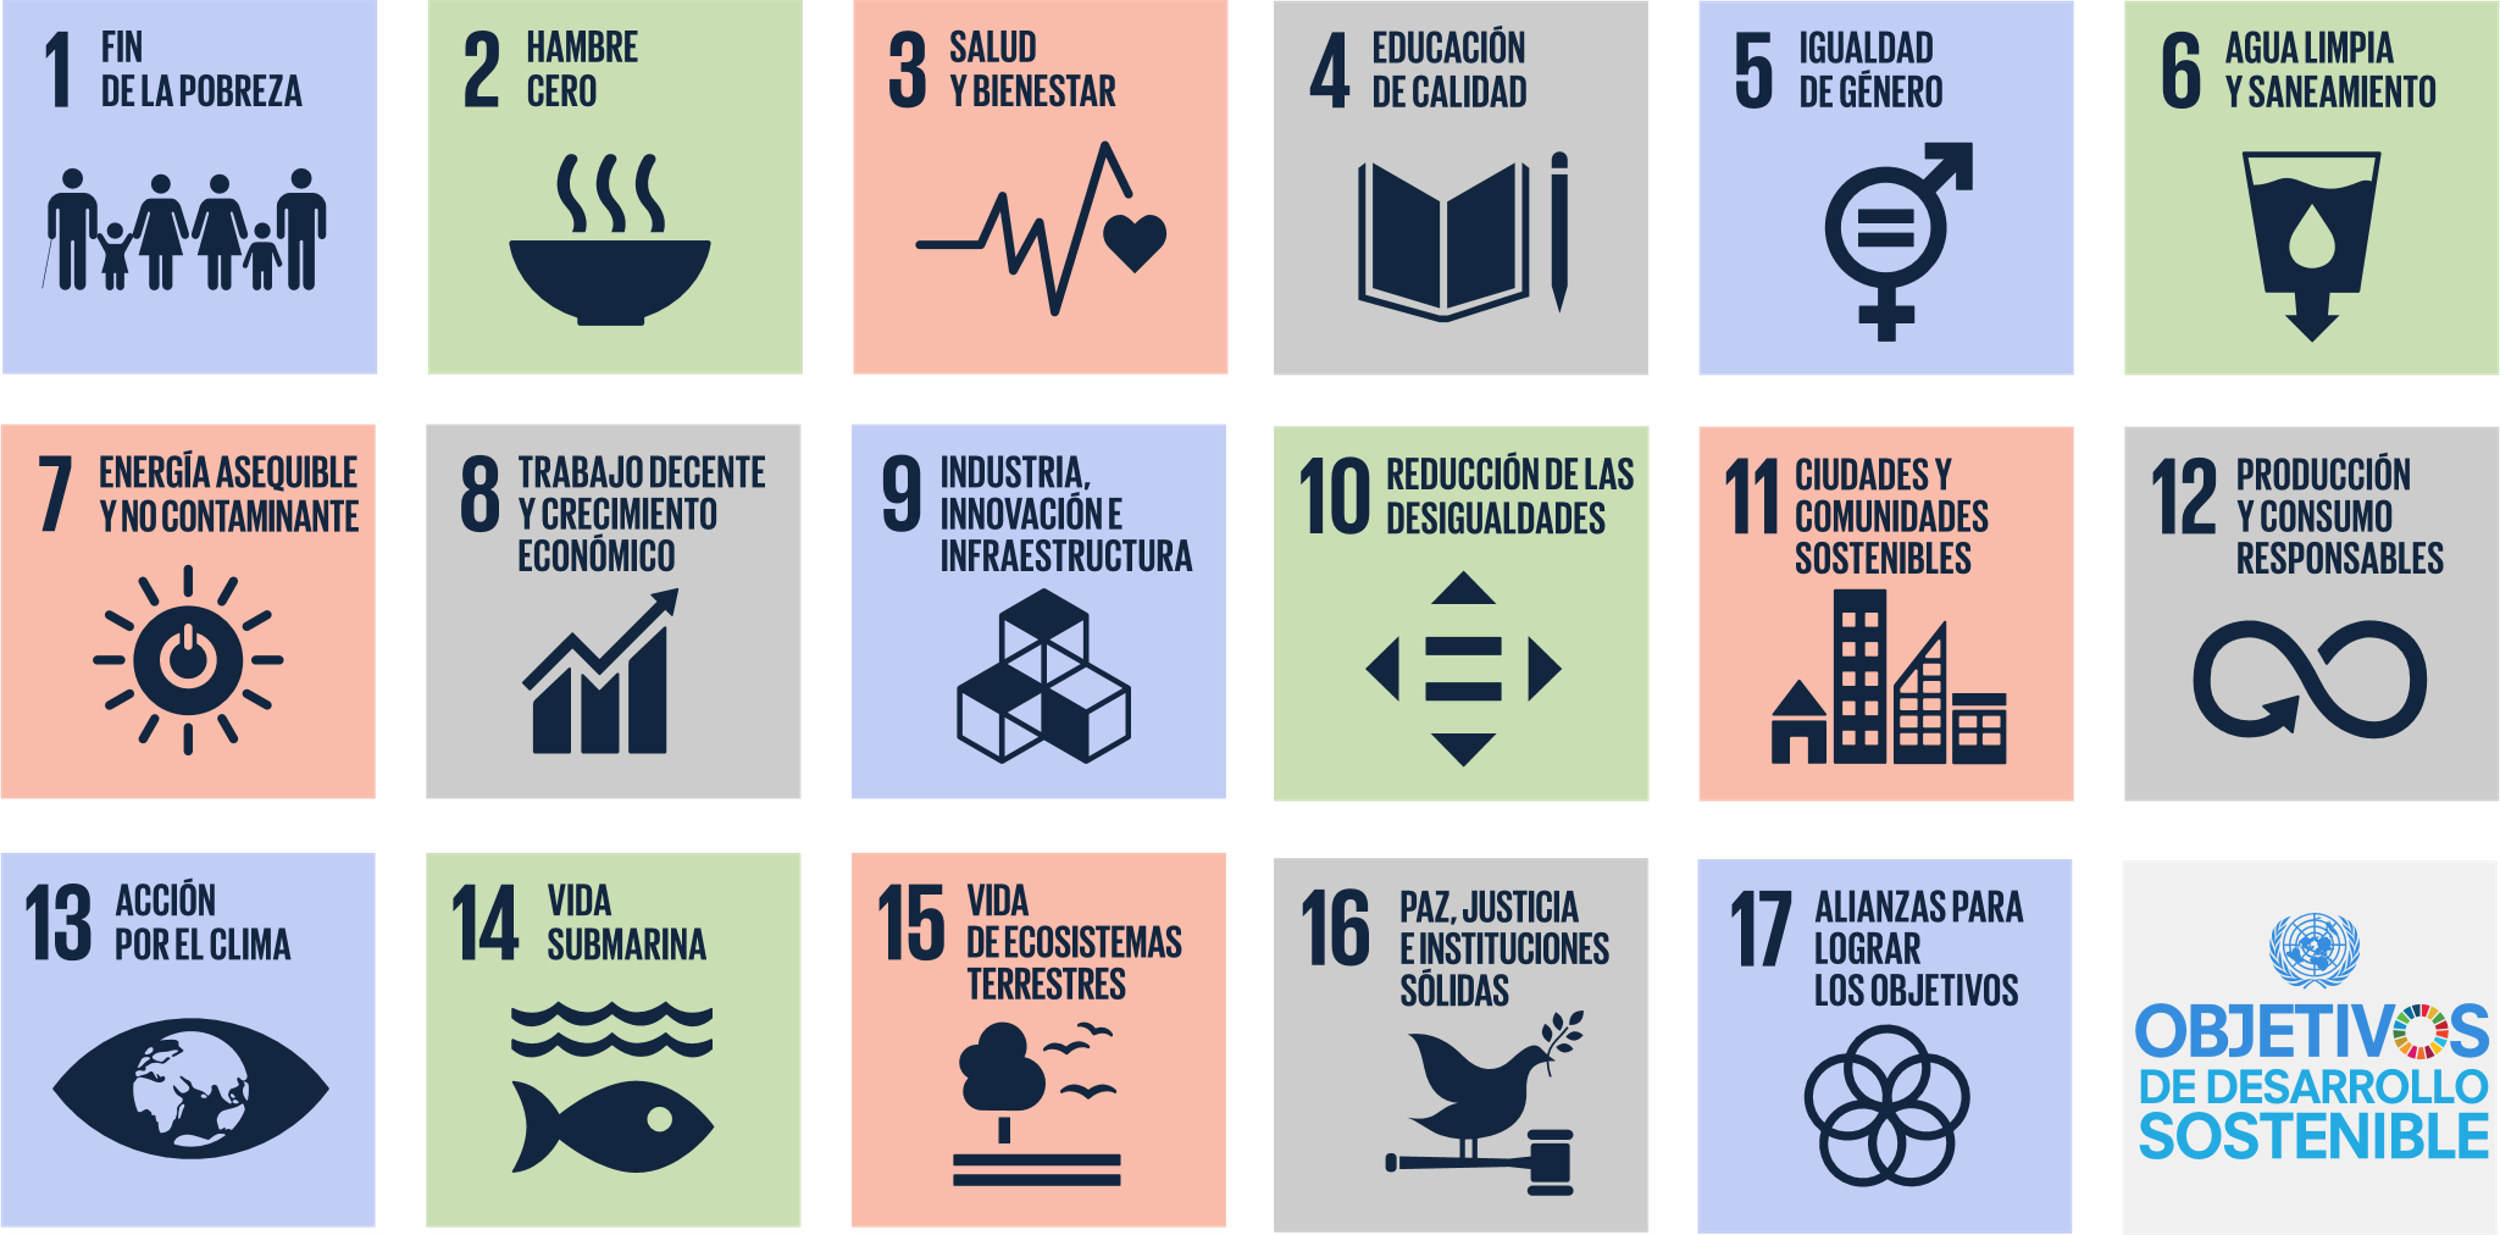 1 FIN
DE LA POBREZA
2 HAMBRE
CERO
3 SALUD
Y BIENESTAR
4 EDUCACIÓN
DE CALIDAD
5 IGUALDAD
DE GÉNERO
6 AGUA LIMPIA
Y SANEAMIENTO
7 ENERGÍA ASEQUIBLE
Y NO CONTAMINANTE
8 TRABAJO DECENTE
Y CRECIMIENTO
ECONÓMICO
9 INDUSTRIA,
INNOVACIÓN E
INFRAESTRUCTURA
10 REDUCCIÓN DE LAS
DESIGUALDADES
11 CIUDADES Y
COMUNIDADES
SOSTENIBLES
12 PRODUCCIÓN
Y CONSUMO
RESPONSABLES
13 ACCIÓN
POR EL CLIMA
14 VIDA
SUBMARINA
15 VIDA
DE ECOSISTEMAS
TERRESTRES
16 PAZ, JUSTICIA
E INSTITUCIONES
SÓLIDAS
17 ALIANZAS PARA
LOGRAR
LOS OBJETIVOS
OBJETIVOS
DE DESARROLLO
SOSTENIBLE